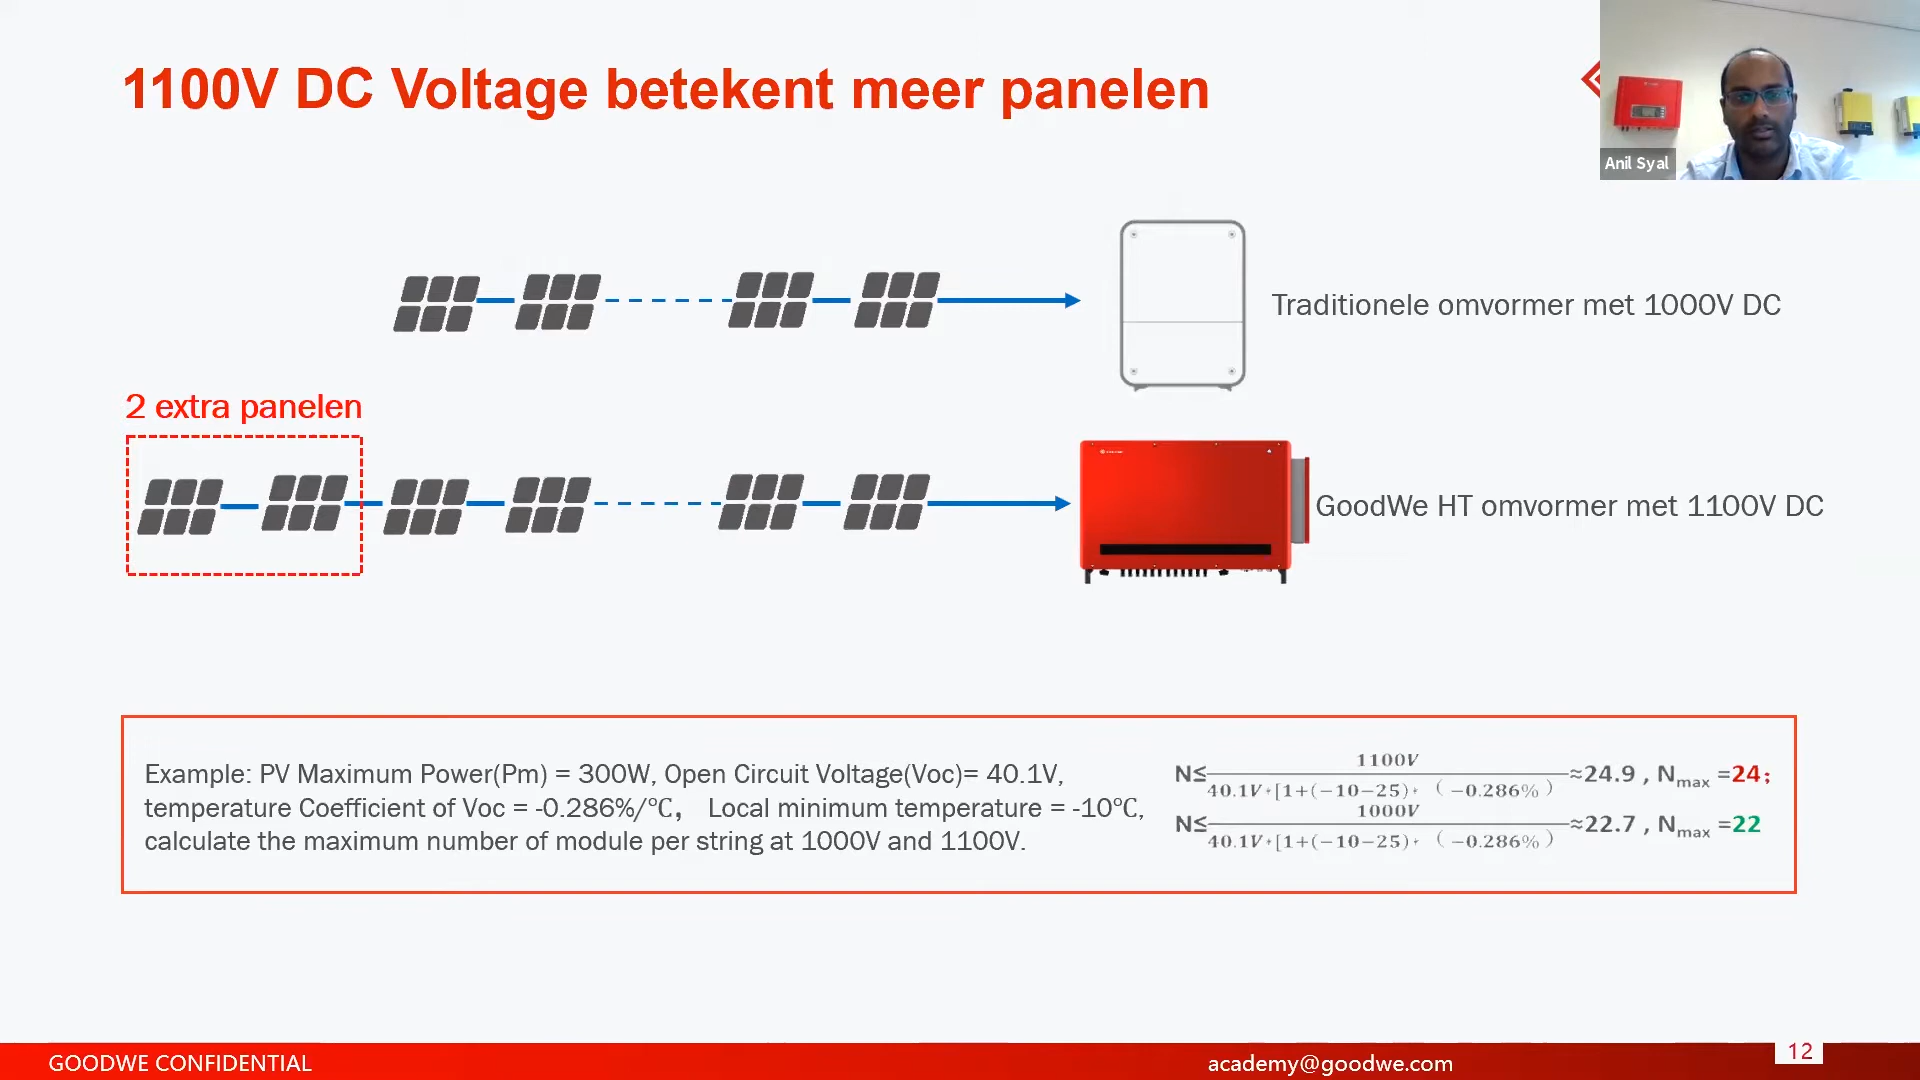 1100V DC Voltage betekent meer panelen
Anil Syal
Traditionele omvormer met 1000V DC
2 extra panelen
GoodWe HT omvormer met 1100V DC
Example: PV Maximum Power(Pm) = 300W, Open Circuit Voltage(Voc)= 40.1V,
temperature Coefficient of Voc = -0.286%/℃, Local minimum temperature = -10℃,
calculate the maximum number of module per string at 1000V and 1100V.
1100V
N≤ ≈24.9 , Nmax =24;
40.1V·[1+(−10−25)·（−0.286%）
1000V
N≤ ≈22.7 , Nmax =22
40.1V·[1+(−10−25)·（−0.286%）
GOODWE CONFIDENTIAL
academy@goodwe.com
12